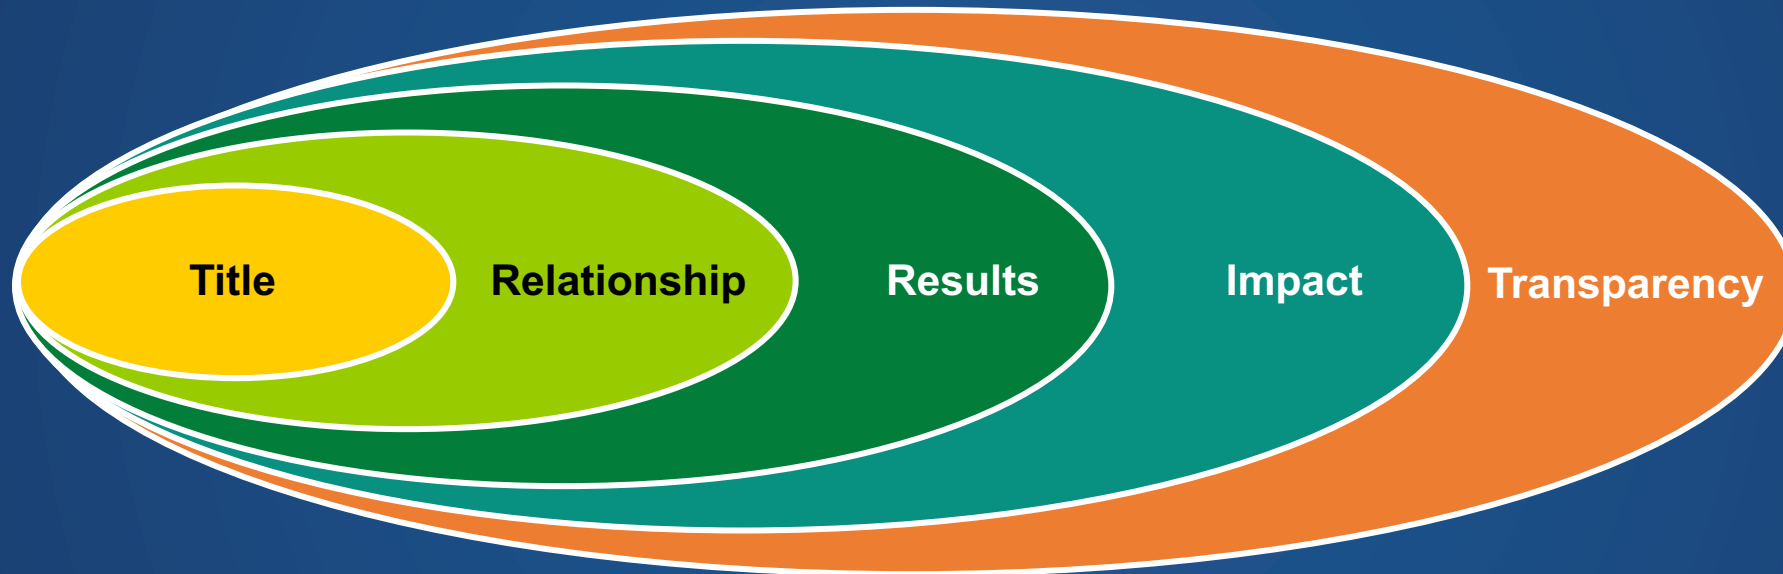 Title
Relationship
Results
Impact
Transparency